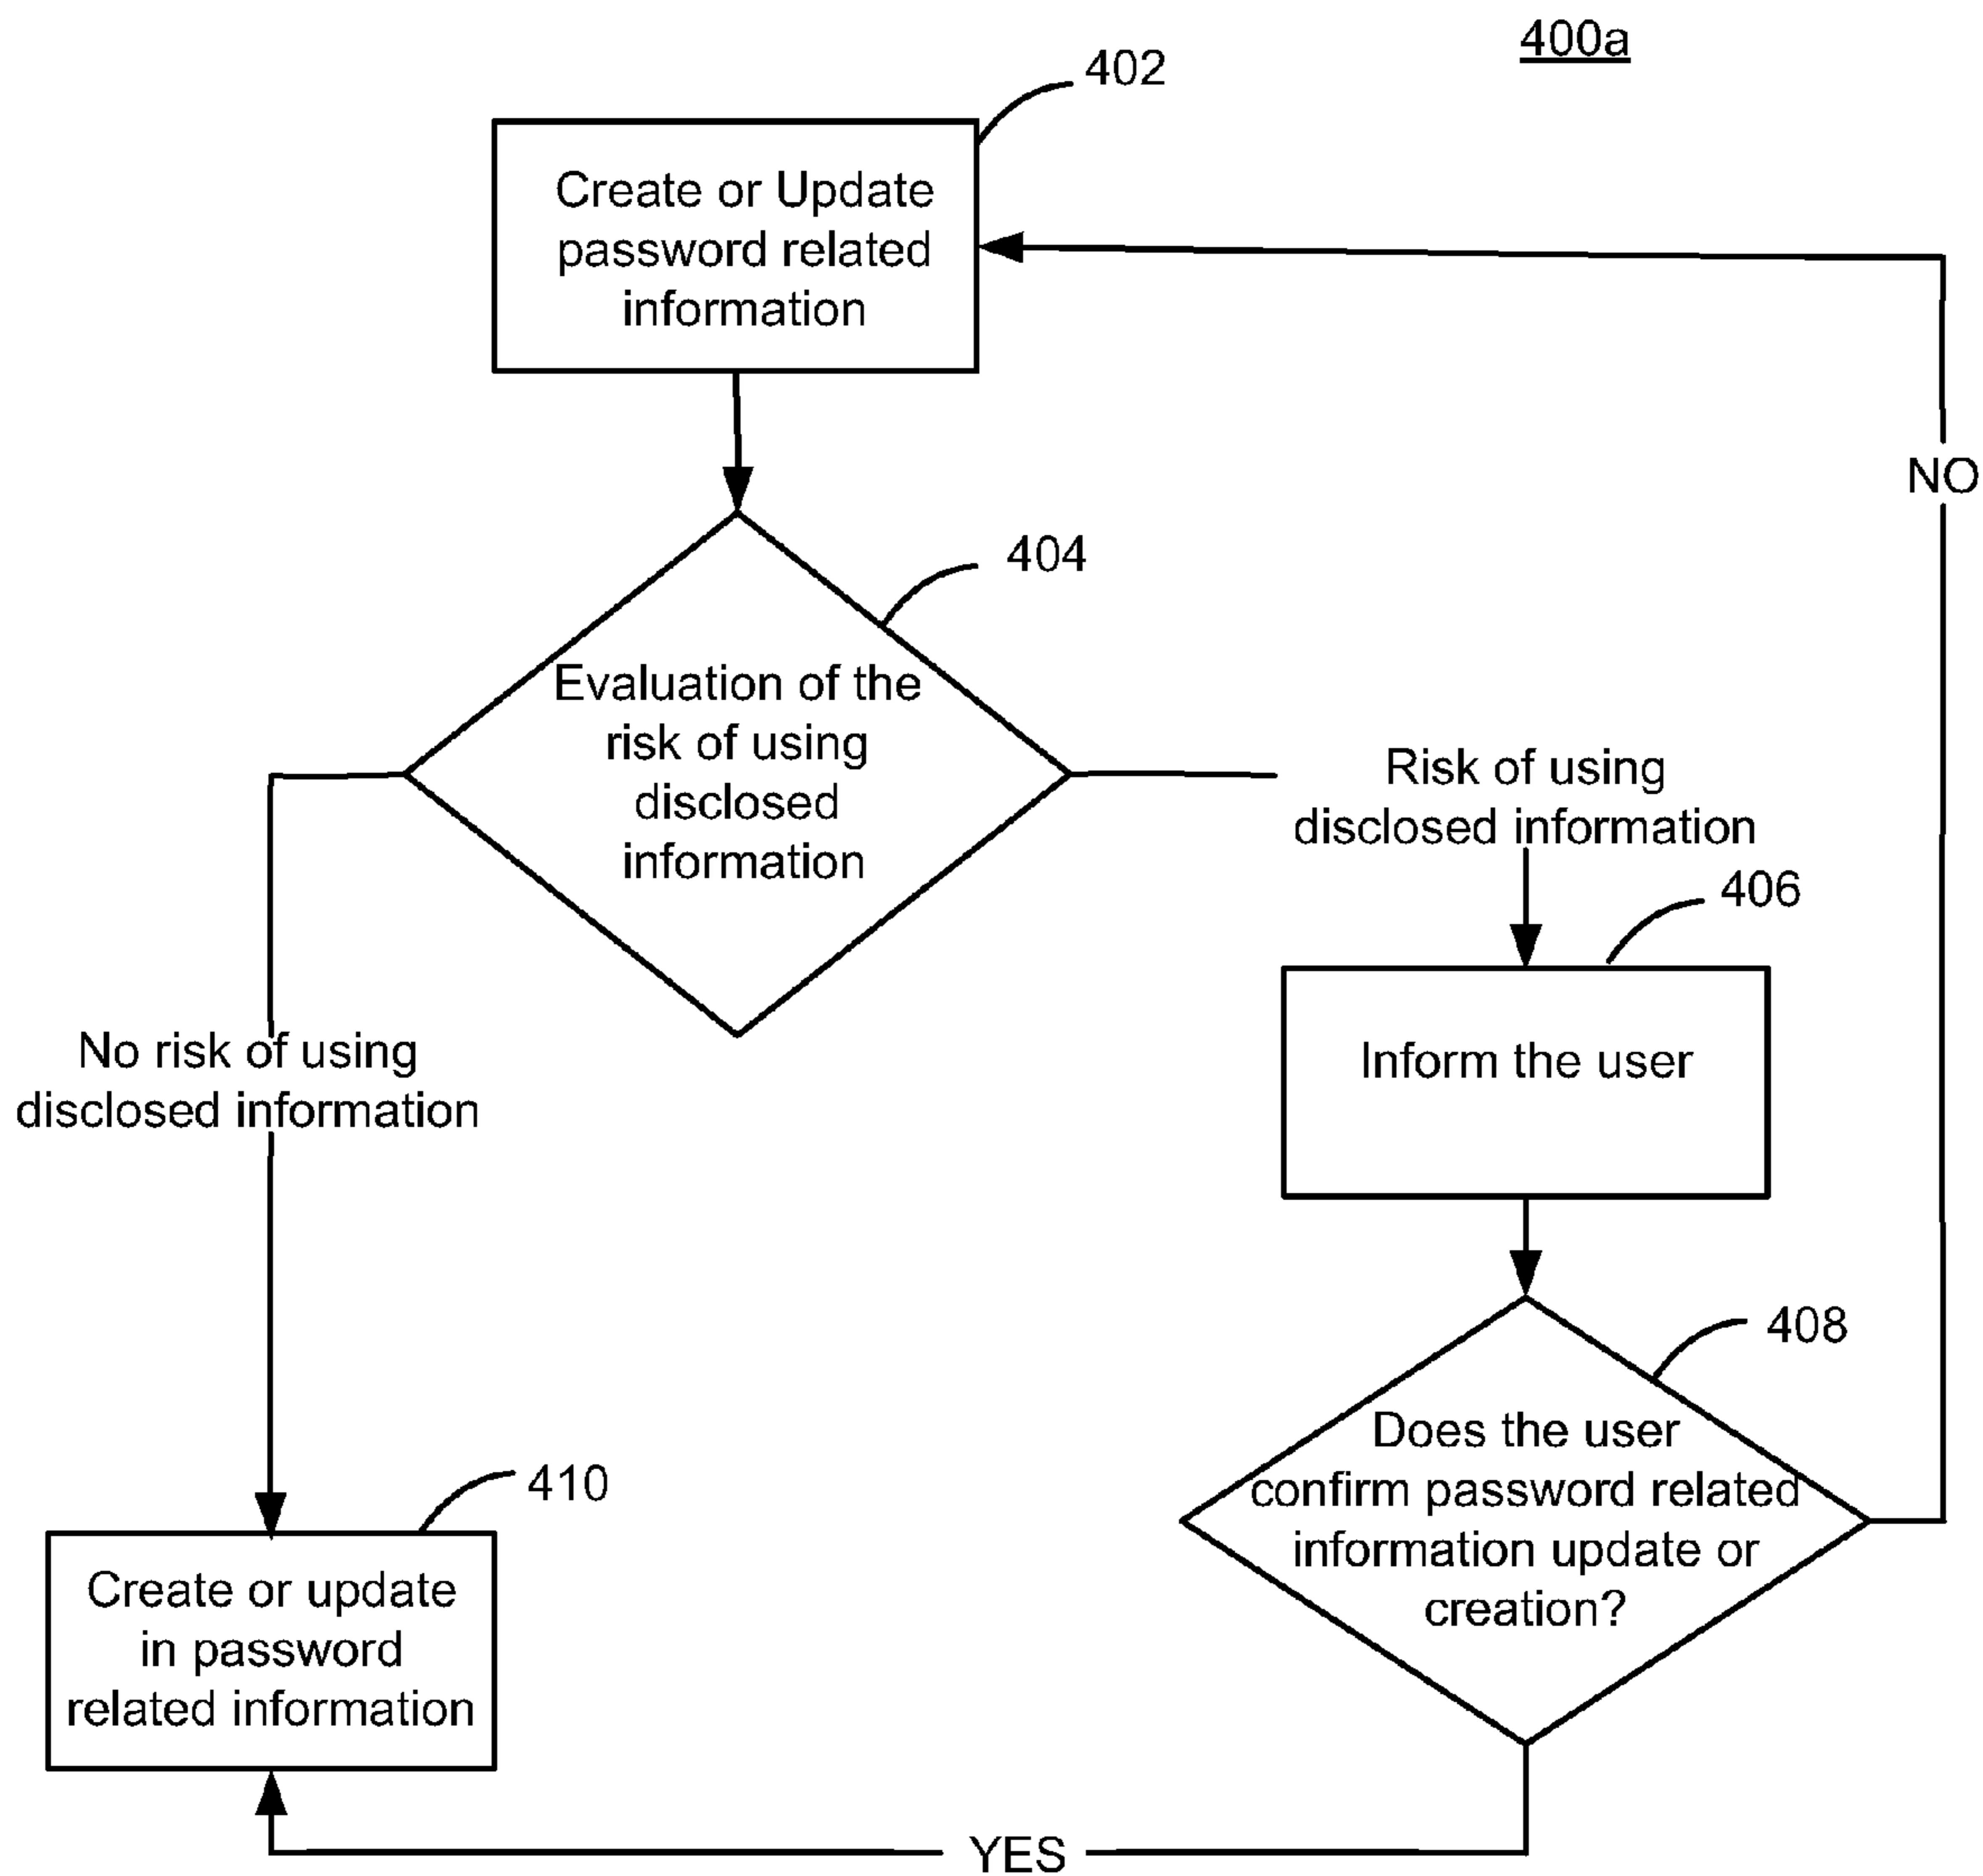 400a
402
Create or Update
password related
information
NO
404
Evaluation of the
risk of using
disclosed
information
Risk of using
disclosed information
406
No risk of using
disclosed information
Inform the user
408
Does the user
confirm password related
information update or
creation?
410
Create or update
in password
related information
YES